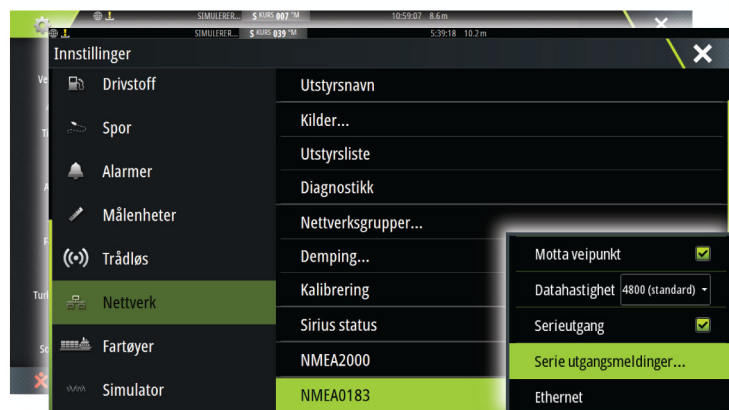 SIMULERER... S KURS 007 °M 10:59:07 8.6 m
SIMULERER... S KURS 039 °M 5:39:18 10.2 m
Innstillinger
Drivstoff
Spor
Alarmer
Målenheter
Trådløs
Nettverk
Fartøyer
Simulator
Utstyrsnavn
Kilder...
Utstyrsliste
Diagnostikk
Nettverksgrupper...
Demping...
Kalibrering
Sirius status
NMEA2000
NMEA0183
Motta veipunkt
Datahastighet 4800 (standard)
Serieutgang
Serie utgangsmeldinger...
Ethernet